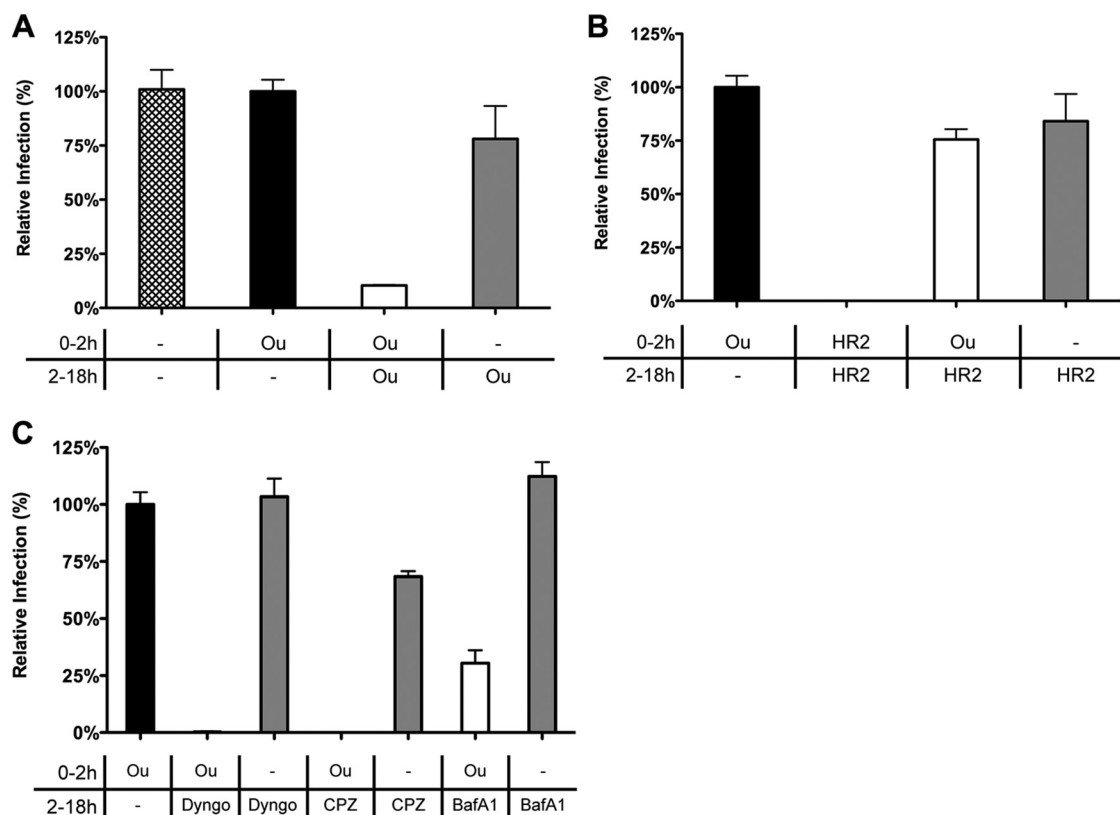 A
125%
100%
75%
50%
25%
0%
Relative Infection (%)
0-2h - Ou Ou -
2-18h - - Ou Ou
B
125%
100%
75%
50%
25%
0%
Relative Infection (%)
0-2h Ou HR2 Ou -
2-18h - HR2 HR2 HR2
C
125%
100%
75%
50%
25%
0%
Relative Infection (%)
0-2h Ou Ou - Ou - Ou -
2-18h - Dyngo Dyngo CPZ CPZ BafA1 BafA1